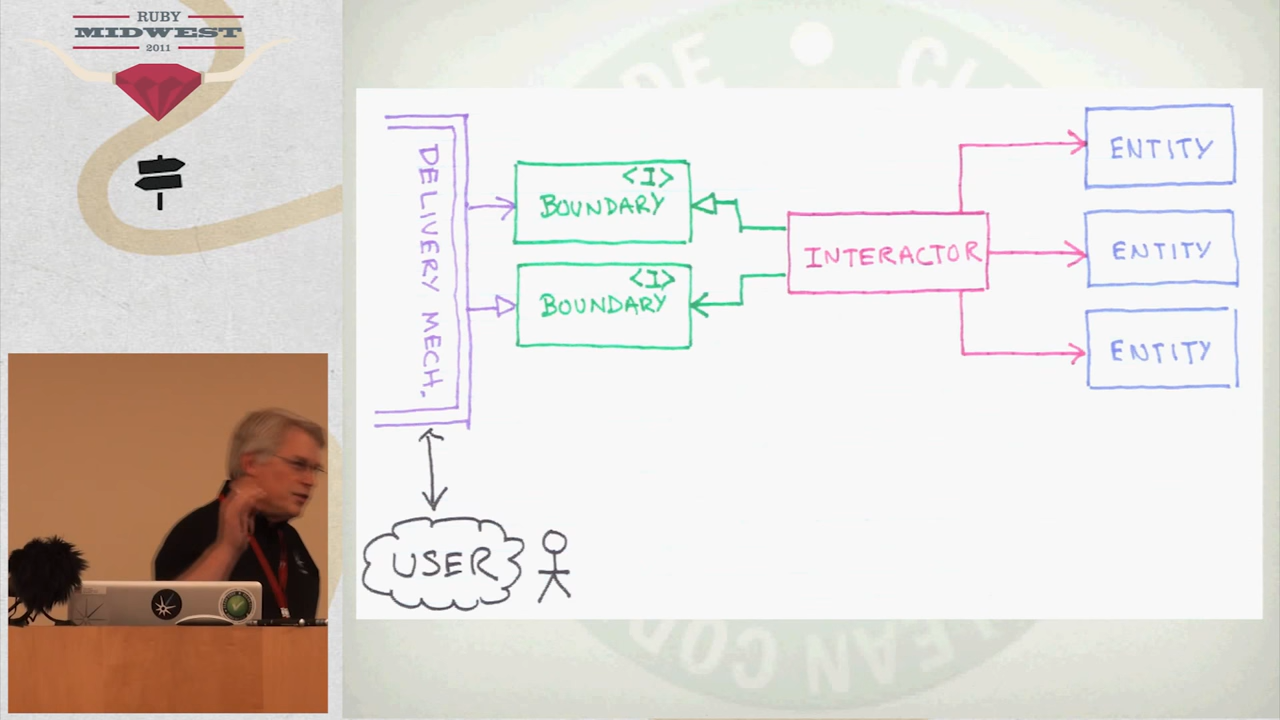 RUBY
MIDWEST
2011
DELIVERY MECH.
<I>
BOUNDARY
<I>
BOUNDARY
INTERACTOR
ENTITY
ENTITY
ENTITY
USER